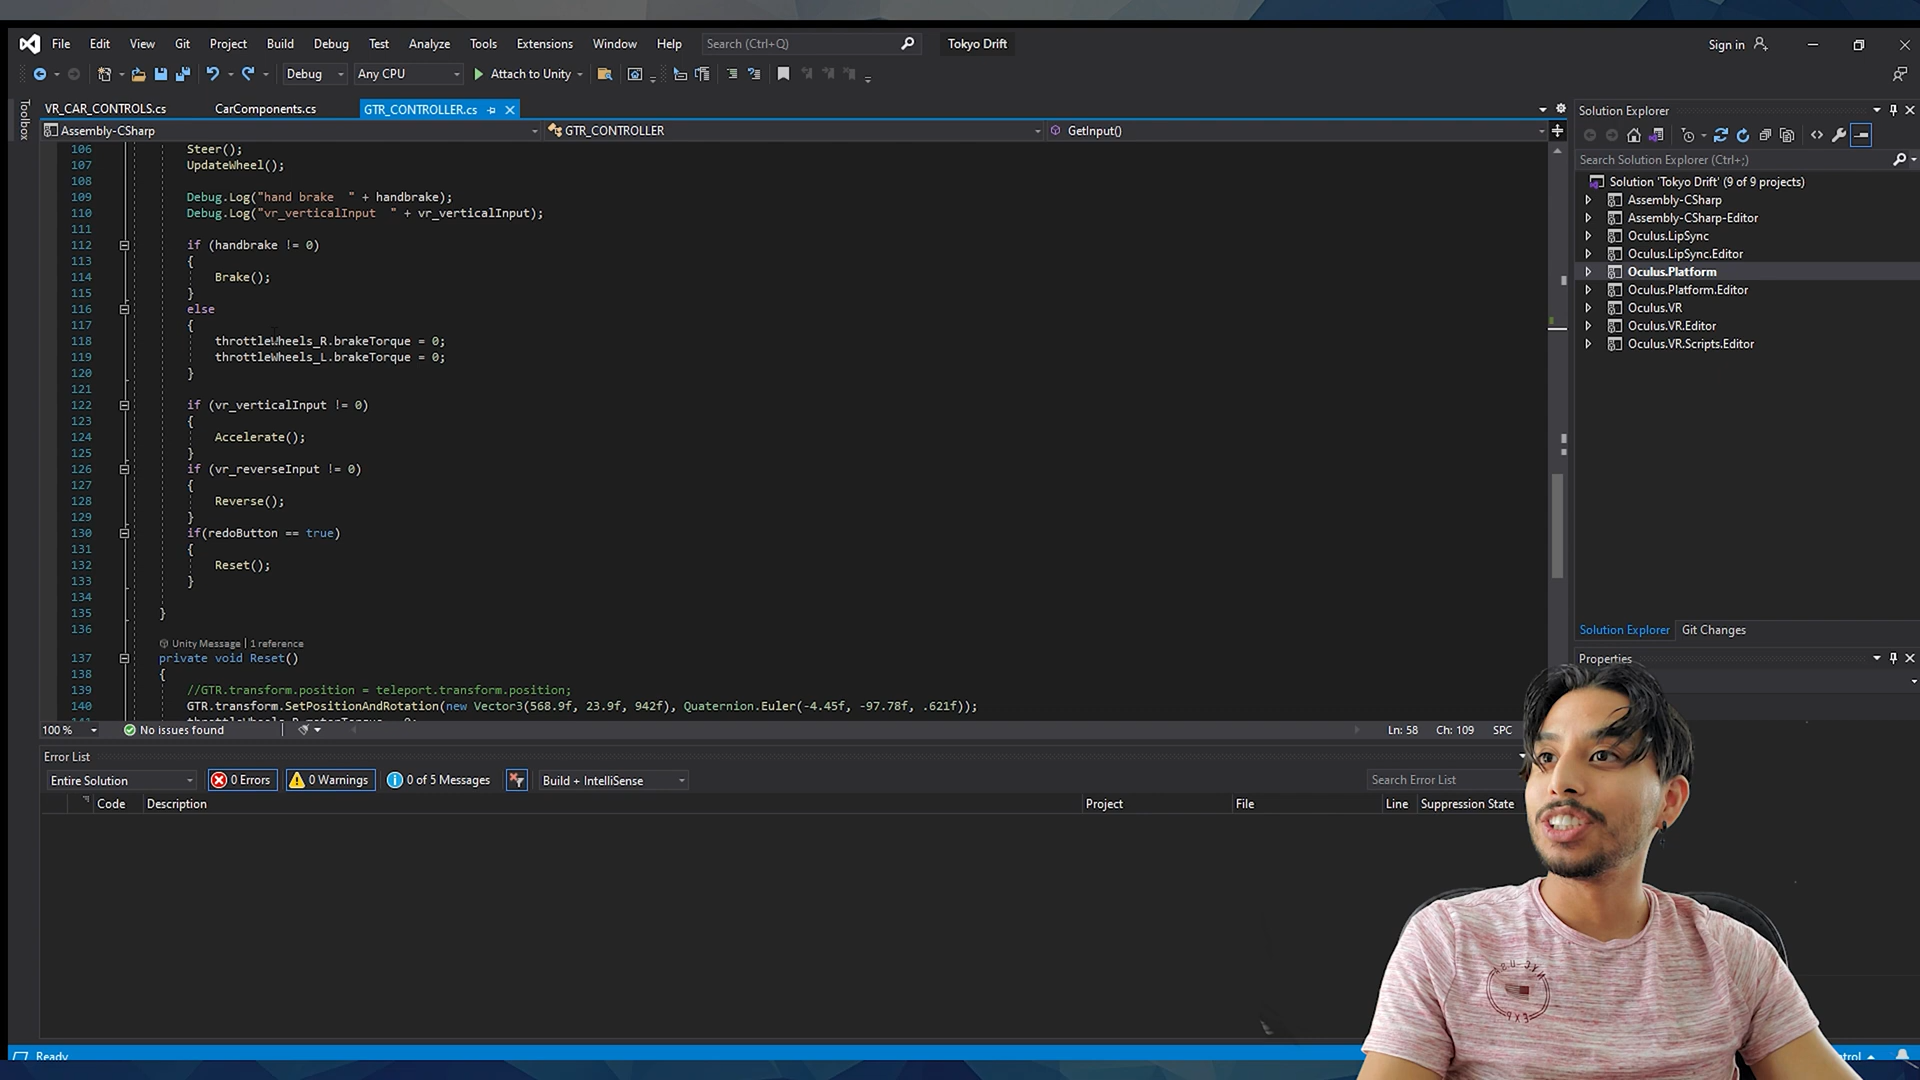 File Edit View Git Project Build Debug Test Analyze Tools Extensions Window Help Search (Ctrl+Q) Tokyo Drift Sign in
Debug Any CPU Attach to Unity
Toolbox
VR_CAR_CONTROLS.cs CarComponents.cs GTR_CONTROLLER.cs
Assembly-CSharp GTR_CONTROLLER GetInput()
106 Steer();
107 UpdateWheel();
108
109 Debug.Log("hand brake  " + handbrake);
110 Debug.Log("vr_verticalInput  " + vr_verticalInput);
111
112 if (handbrake != 0)
113 {
114 Brake();
115 }
116 else
117 {
118 throttleWheels_R.brakeTorque = 0;
119 throttleWheels_L.brakeTorque = 0;
120 }
121
122 if (vr_verticalInput != 0)
123 {
124 Accelerate();
125 }
126 if (vr_reverseInput != 0)
127 {
128 Reverse();
129 }
130 if(redoButton == true)
131 {
132 Reset();
133 }
134
135 }
136
Unity Message | 1 reference
137 private void Reset()
138 {
139 //GTR.transform.position = teleport.transform.position;
140 GTR.transform.SetPositionAndRotation(new Vector3(568.9f, 23.9f, 942f), Quaternion.Euler(-4.45f, -97.78f, .621f));
100 % No issues found Ln: 58 Ch: 109 SPC
Error List
Entire Solution 0 Errors 0 Warnings 0 of 5 Messages Build + IntelliSense Search Error List
Code Description Project File Line Suppression State
Ready
Solution Explorer
Search Solution Explorer (Ctrl+;)
Solution 'Tokyo Drift' (9 of 9 projects)
Assembly-CSharp
Assembly-CSharp-Editor
Oculus.LipSync
Oculus.LipSync.Editor
Oculus.Platform
Oculus.Platform.Editor
Oculus.VR
Oculus.VR.Editor
Oculus.VR.Scripts.Editor
Solution Explorer Git Changes
Properties